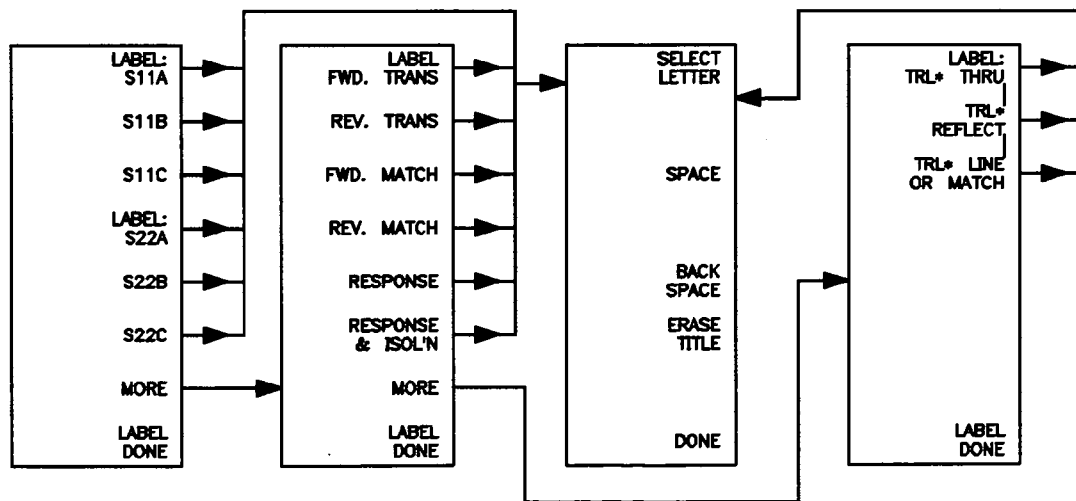 LABEL:
S11A
S11B
S11C
LABEL:
S22A
S22B
S22C
MORE
LABEL
DONE
LABEL
FWD. TRANS
REV. TRANS
FWD. MATCH
REV. MATCH
RESPONSE
RESPONSE
& ISOL'N
MORE
LABEL
DONE
SELECT
LETTER
SPACE
BACK
SPACE
ERASE
TITLE
DONE
LABEL:
TRL* THRU
TRL*
REFLECT
TRL* LINE
OR MATCH
LABEL
DONE